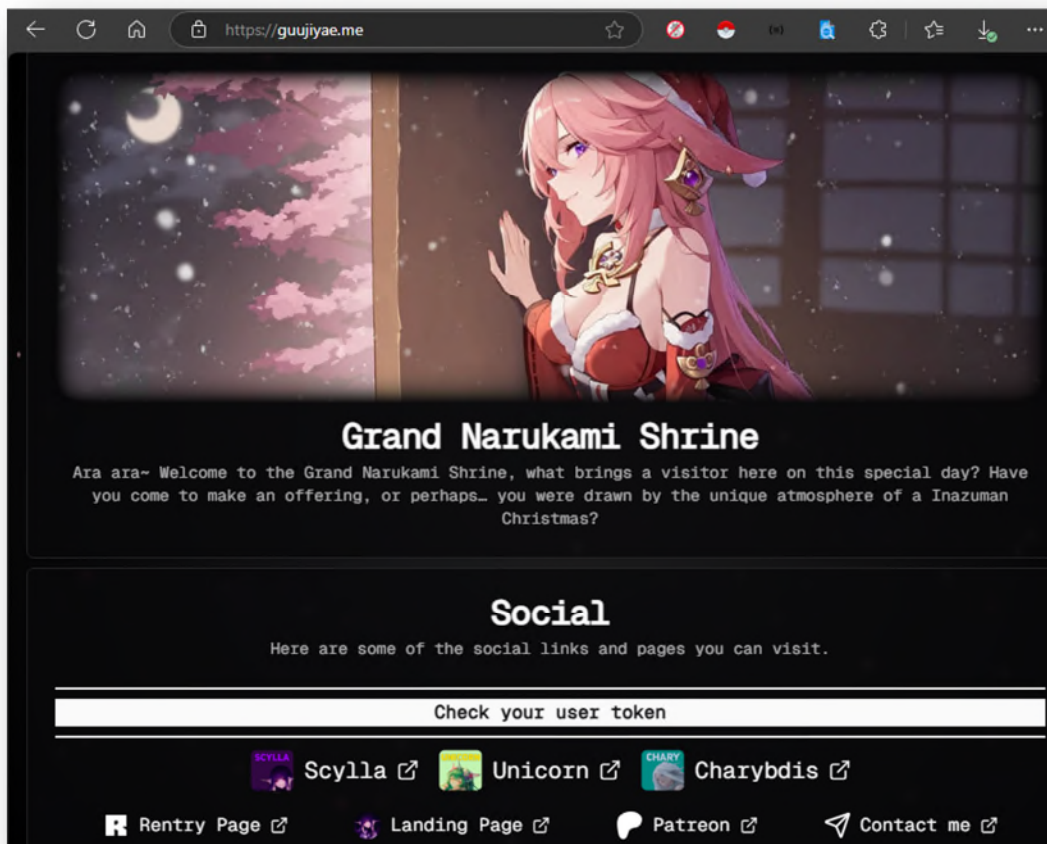 https://guujiyae.me
Grand Narukami Shrine
Ara ara~ Welcome to the Grand Narukami Shrine, what brings a visitor here on this special day? Have
you come to make an offering, or perhaps… you were drawn by the unique atmosphere of a Inazuman
Christmas?
Social
Here are some of the social links and pages you can visit.
Check your user token
SCYLLA Scylla Unicorn CHARY Charybdis
Rentry Page Landing Page Patreon Contact me